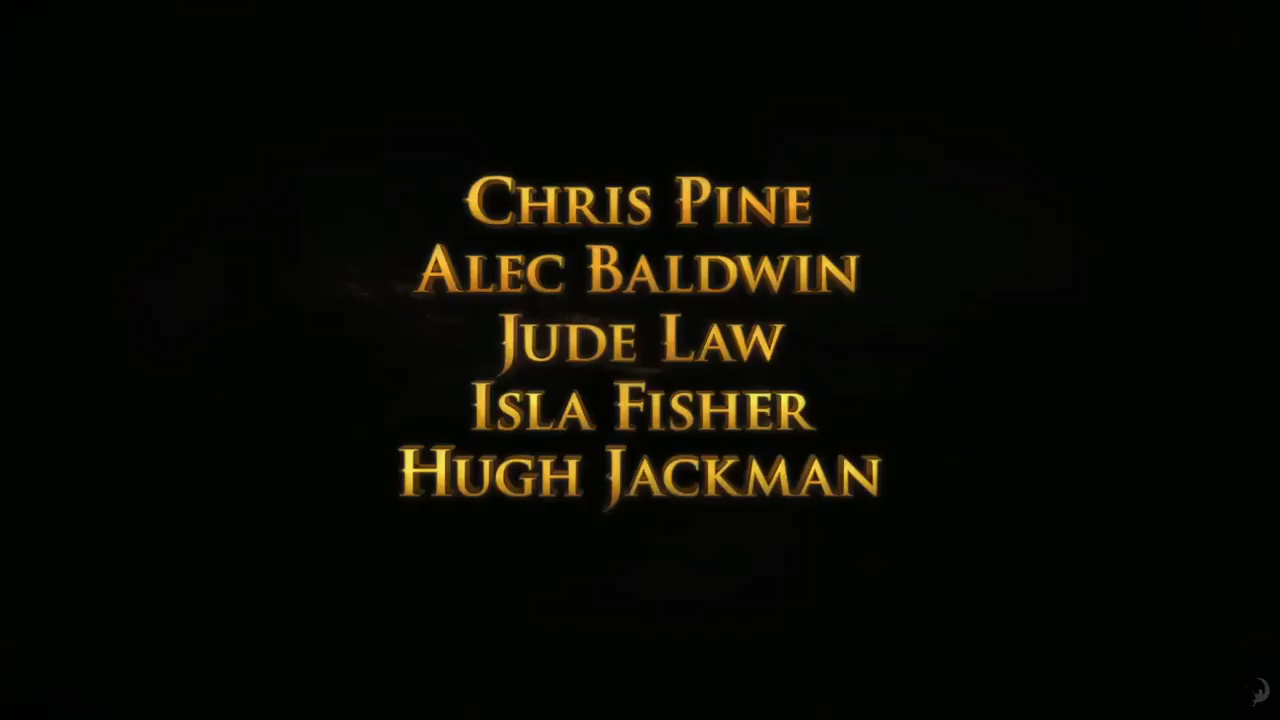 Chris Pine
Alec Baldwin
Jude Law
Isla Fisher
Hugh Jackman